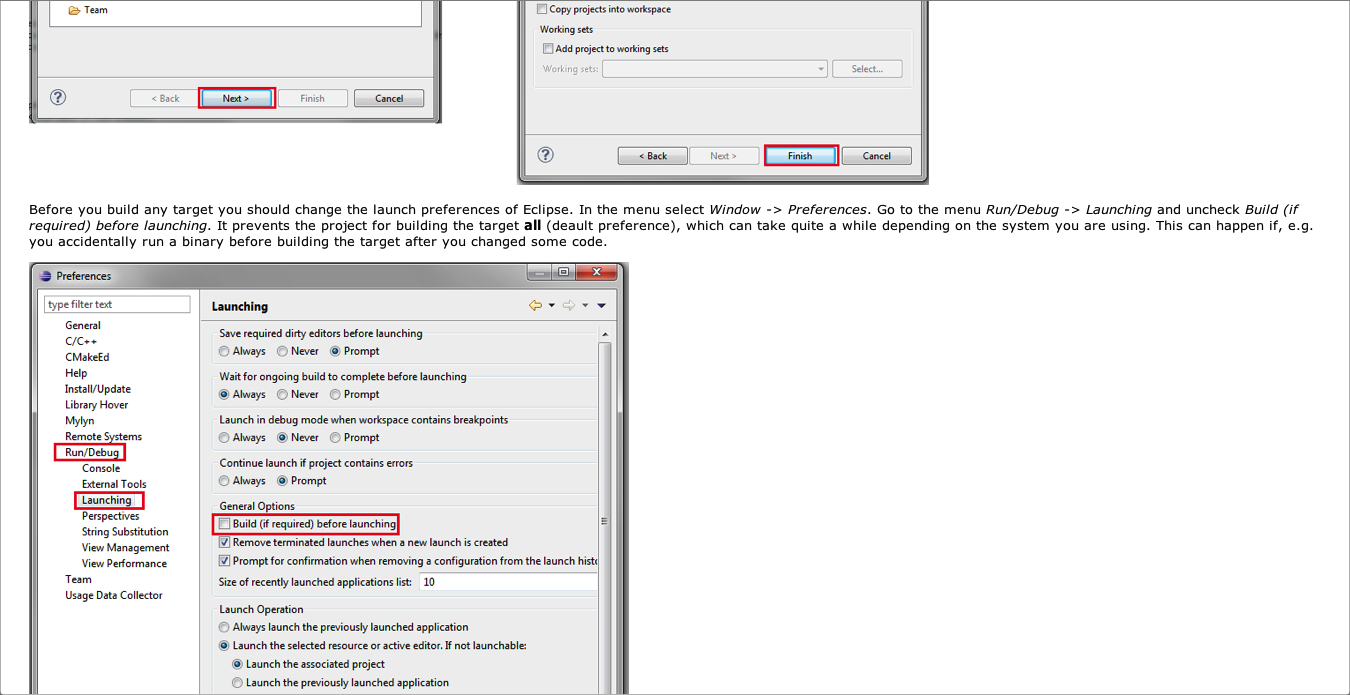 Team
< Back Next > Finish Cancel
Copy projects into workspace
Working sets
Add project to working sets
Working sets: Select...
< Back Next > Finish Cancel
Before you build any target you should change the launch preferences of Eclipse. In the menu select Window -> Preferences. Go to the menu Run/Debug -> Launching and uncheck Build (if
required) before launching. It prevents the project for building the target all (deault preference), which can take quite a while depending on the system you are using. This can happen if, e.g.
you accidentally run a binary before building the target after you changed some code.
Preferences
type filter text
General
C/C++
CMakeEd
Help
Install/Update
Library Hover
Mylyn
Remote Systems
Run/Debug
Console
External Tools
Launching
Perspectives
String Substitution
View Management
View Performance
Team
Usage Data Collector
Launching
Save required dirty editors before launching
Always Never Prompt
Wait for ongoing build to complete before launching
Always Never Prompt
Launch in debug mode when workspace contains breakpoints
Always Never Prompt
Continue launch if project contains errors
Always Prompt
General Options
Build (if required) before launching
Remove terminated launches when a new launch is created
Prompt for confirmation when removing a configuration from the launch histo
Size of recently launched applications list: 10
Launch Operation
Always launch the previously launched application
Launch the selected resource or active editor. If not launchable:
Launch the associated project
Launch the previously launched application